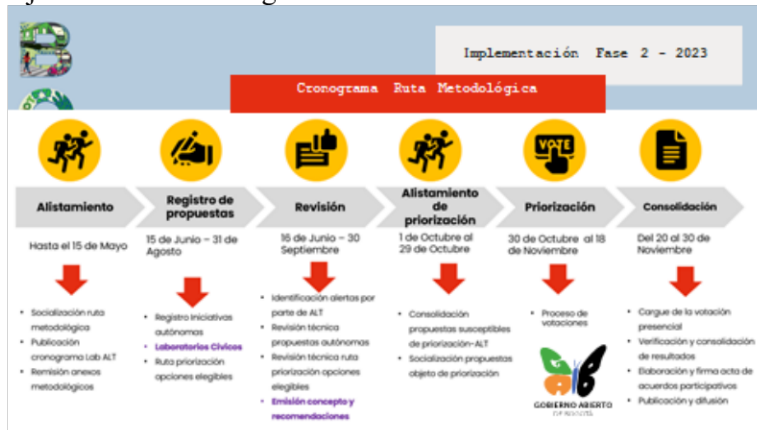 Implementación Fase 2 - 2023
Cronograma Ruta Metodológica
VOTE
Alistamiento
Registro de
propuestas
Revisión
Alistamiento
de
priorización
Priorización
Consolidación
Hasta el 15 de Mayo
15 de Junio – 31 de
Agosto
16 de Junio – 30
Septiembre
1 de Octubre al
29 de Octubre
30 de Octubre al 18
de Noviembre
Del 20 al 30 de
Noviembre
• Socialización ruta
metodológica
• Publicación
cronograma Lab ALT
• Remisión anexos
metodológicos
• Registro Iniciativas
autónomas
• Laboratorios Cívicos
• Ruta priorización
opciones elegibles
• Identificación alertas por
parte de ALT
• Revisión técnica
propuestas autónomas
• Revisión técnica ruta
priorización opciones
elegibles
• Emisión concepto y
recomendaciones
• Consolidación
propuestas susceptibles
de priorización-ALT
• Socialización propuestas
objeto de priorización
• Proceso de
votaciones
GAB
GOBIERNO ABIERTO
DE BOGOTÁ
• Cargue de la votación
presencial
• Verificación y consolidación
de resultados
• Elaboración y firma acta de
acuerdos participativos
• Publicación y difusión